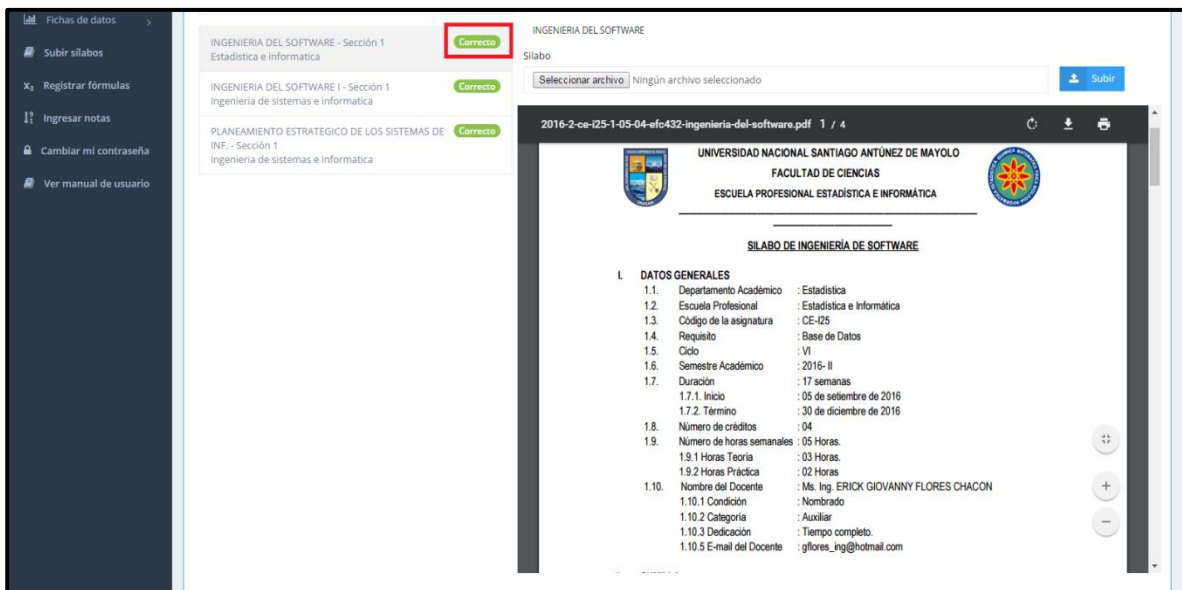 Fichas de datos
Subir sílabos
X₂ Registrar fórmulas
Ingresar notas
Cambiar mi contraseña
Ver manual de usuario
INGENIERIA DEL SOFTWARE - Sección 1
Correcto
Estadistica e informatica
INGENIERIA DEL SOFTWARE I - Sección 1
Correcto
Ingenieria de sistemas e informatica
PLANEAMIENTO ESTRATEGICO DE LOS SISTEMAS DE
Correcto
INF. - Sección 1
Ingenieria de sistemas e informatica
INGENIERIA DEL SOFTWARE
Sílabo
Seleccionar archivo Ningún archivo seleccionado
Subir
2016-2-ce-i25-1-05-04-efc432-ingenieria-del-software.pdf 1 / 4
UNIVERSIDAD NACIONAL SANTIAGO ANTÚNEZ DE MAYOLO
FACULTAD DE CIENCIAS
ESCUELA PROFESIONAL ESTADÍSTICA E INFORMÁTICA
SILABO DE INGENIERÍA DE SOFTWARE
I. DATOS GENERALES
1.1. Departamento Académico : Estadística
1.2. Escuela Profesional : Estadística e Informática
1.3. Código de la asignatura : CE-I25
1.4. Requisito : Base de Datos
1.5. Ciclo : VI
1.6. Semestre Académico : 2016- II
1.7. Duración : 17 semanas
1.7.1. Inicio : 05 de setiembre de 2016
1.7.2. Término : 30 de diciembre de 2016
1.8. Número de créditos : 04
1.9. Número de horas semanales : 05 Horas.
1.9.1 Horas Teoría : 03 Horas.
1.9.2 Horas Práctica : 02 Horas
1.10. Nombre del Docente : Ms. Ing. ERICK GIOVANNY FLORES CHACON
1.10.1 Condición : Nombrado
1.10.2 Categoría : Auxiliar
1.10.3 Dedicación : Tiempo completo.
1.10.5 E-mail del Docente : gflores_ing@hotmail.com